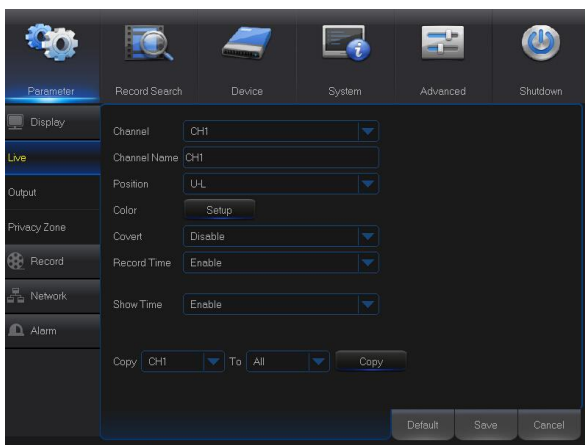 Parameter
Record Search
Device
System
Advanced
Shutdown
Display
Live
Output
Privacy Zone
Record
Network
Alarm
Channel CH1
Channel Name CH1
Position U-L
Color Setup
Covert Disable
Record Time Enable
Show Time Enable
Copy CH1 To All Copy
Default Save Cancel